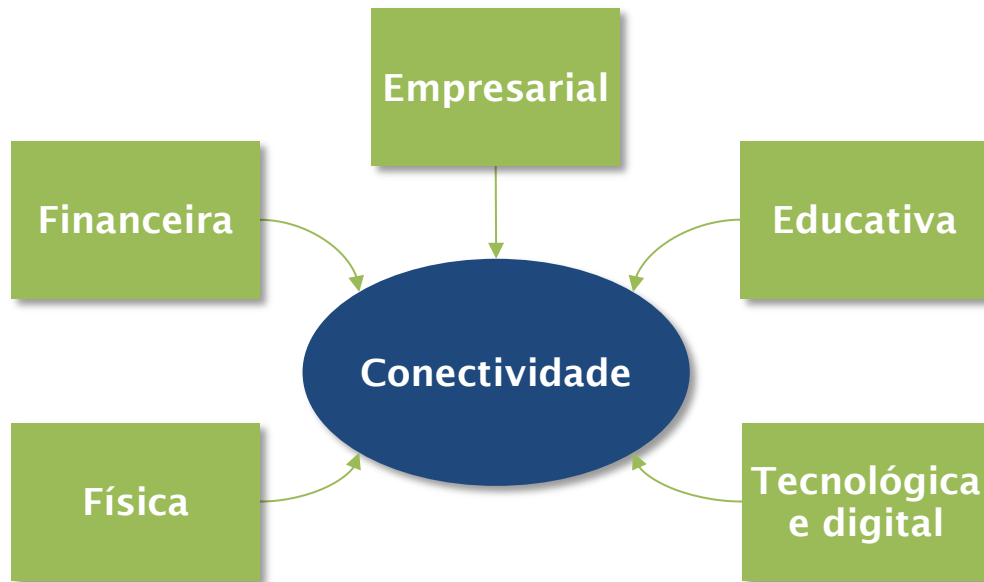 Empresarial
Financeira
Educativa
Conectividade
Física
Tecnológica
e digital